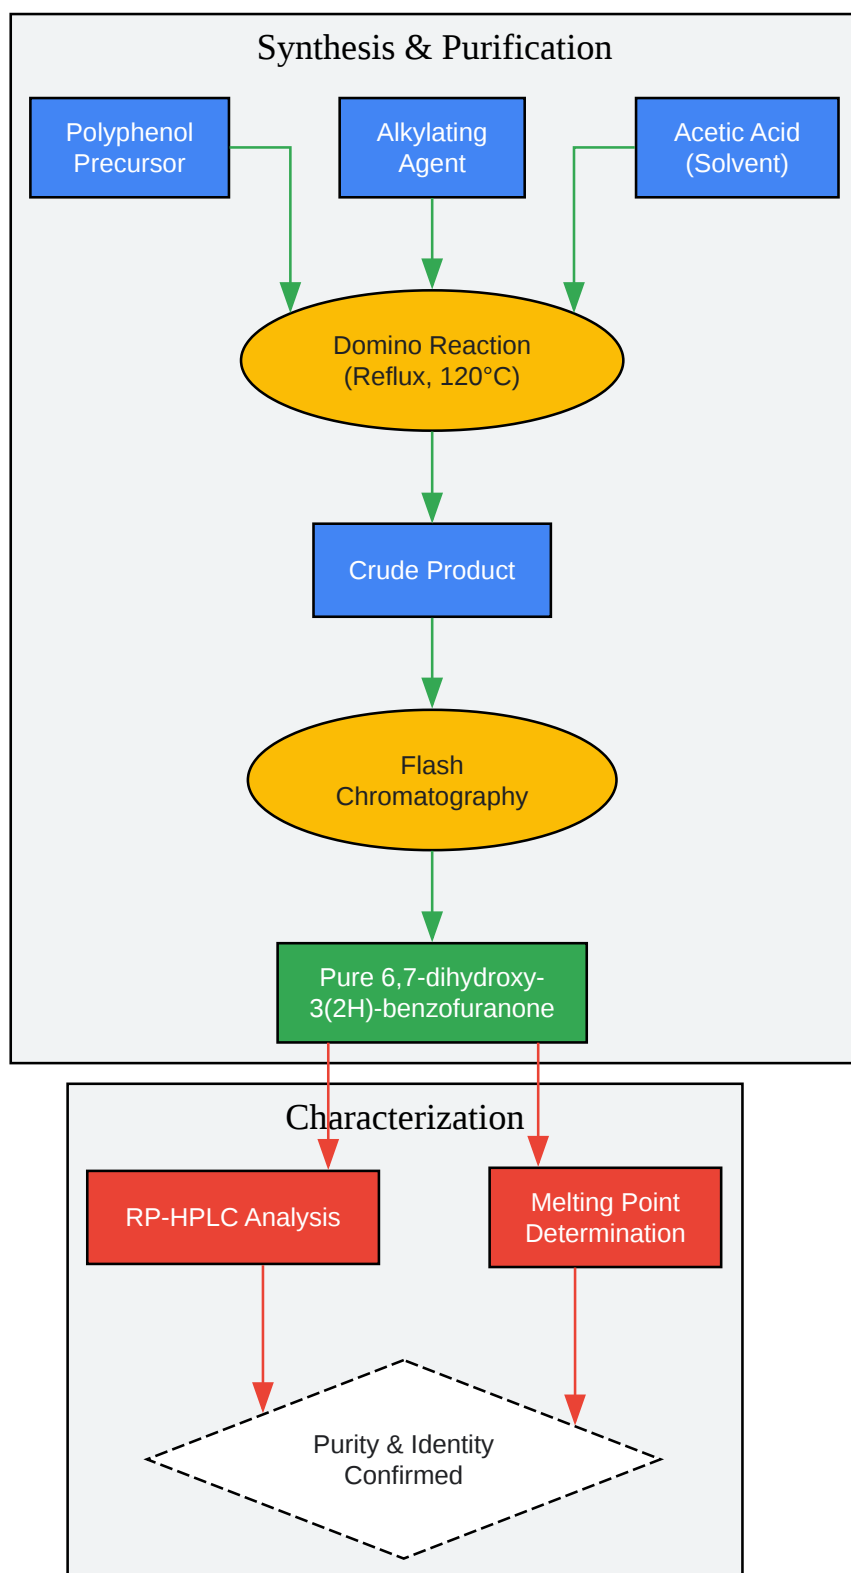 Synthesis & Purification
Polyphenol
Precursor
Alkylating
Agent
Acetic Acid
(Solvent)
Domino Reaction
(Reflux, 120°C)
Crude Product
Flash
Chromatography
Pure 6,7-dihydroxy-
3(2H)-benzofuranone
Characterization
RP-HPLC Analysis
Melting Point
Determination
Purity & Identity
Confirmed